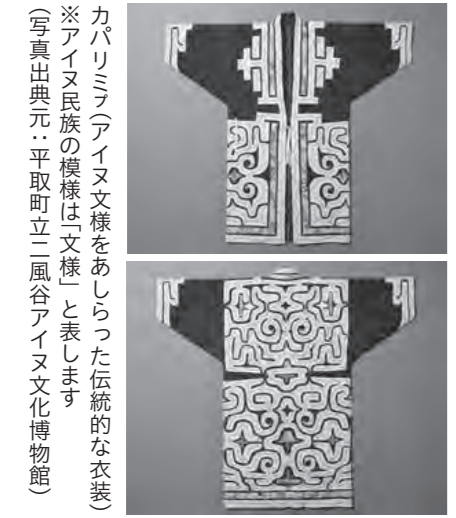 カパリミㇷ゚(アイヌ文様をあしらった伝統的な衣装)
※アイヌ民族の模様は「文様」と表します
(写真出典元：平取町立二風谷アイヌ文化博物館)